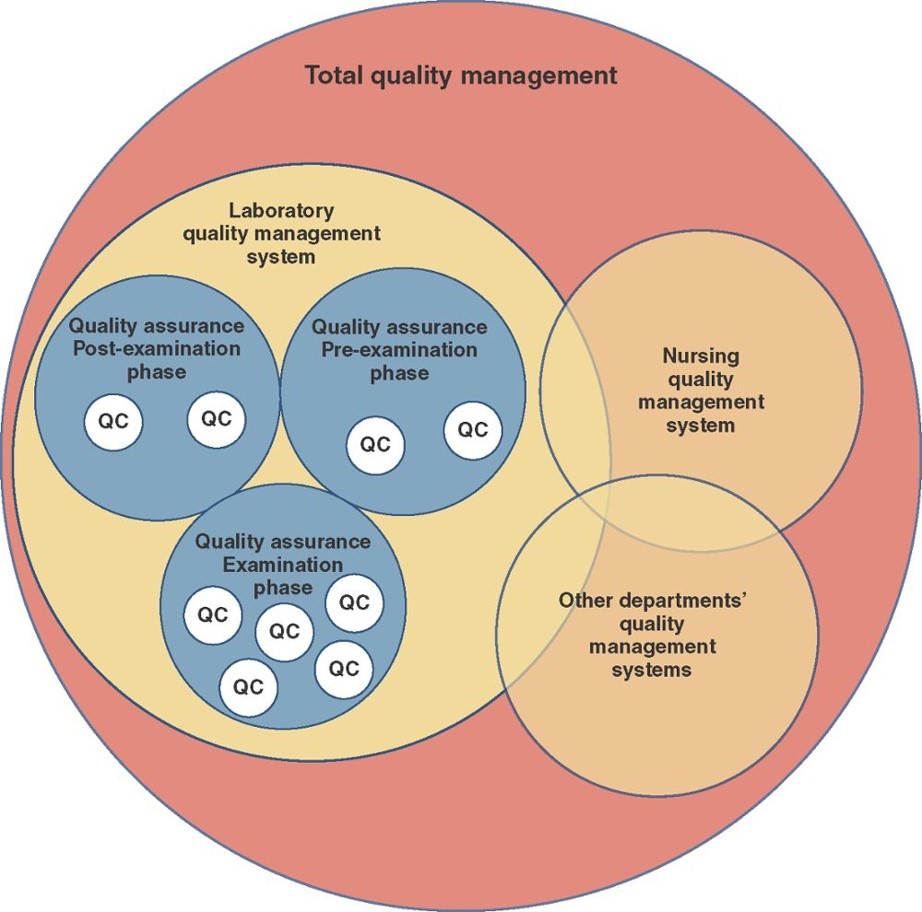 Total quality management
Laboratory
quality management
system
Quality assurance
Post-examination
phase
QC
QC
Quality assurance
Pre-examination
phase
QC
QC
Nursing
quality
management
system
Quality assurance
Examination
phase
QC
QC
QC
QC
QC
Other departments’
quality
management
systems